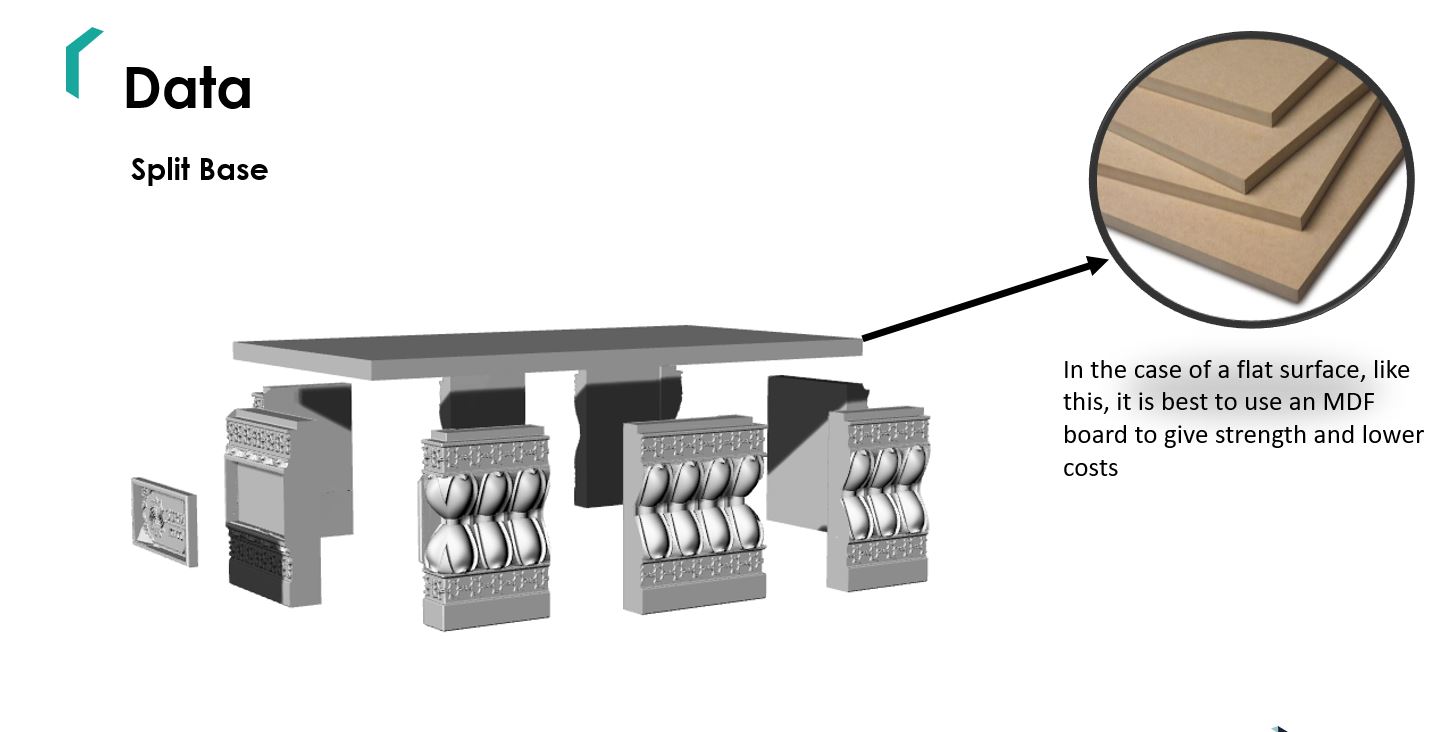 Data
Split Base
In the case of a flat surface, like
this, it is best to use an MDF
board to give strength and lower
costs